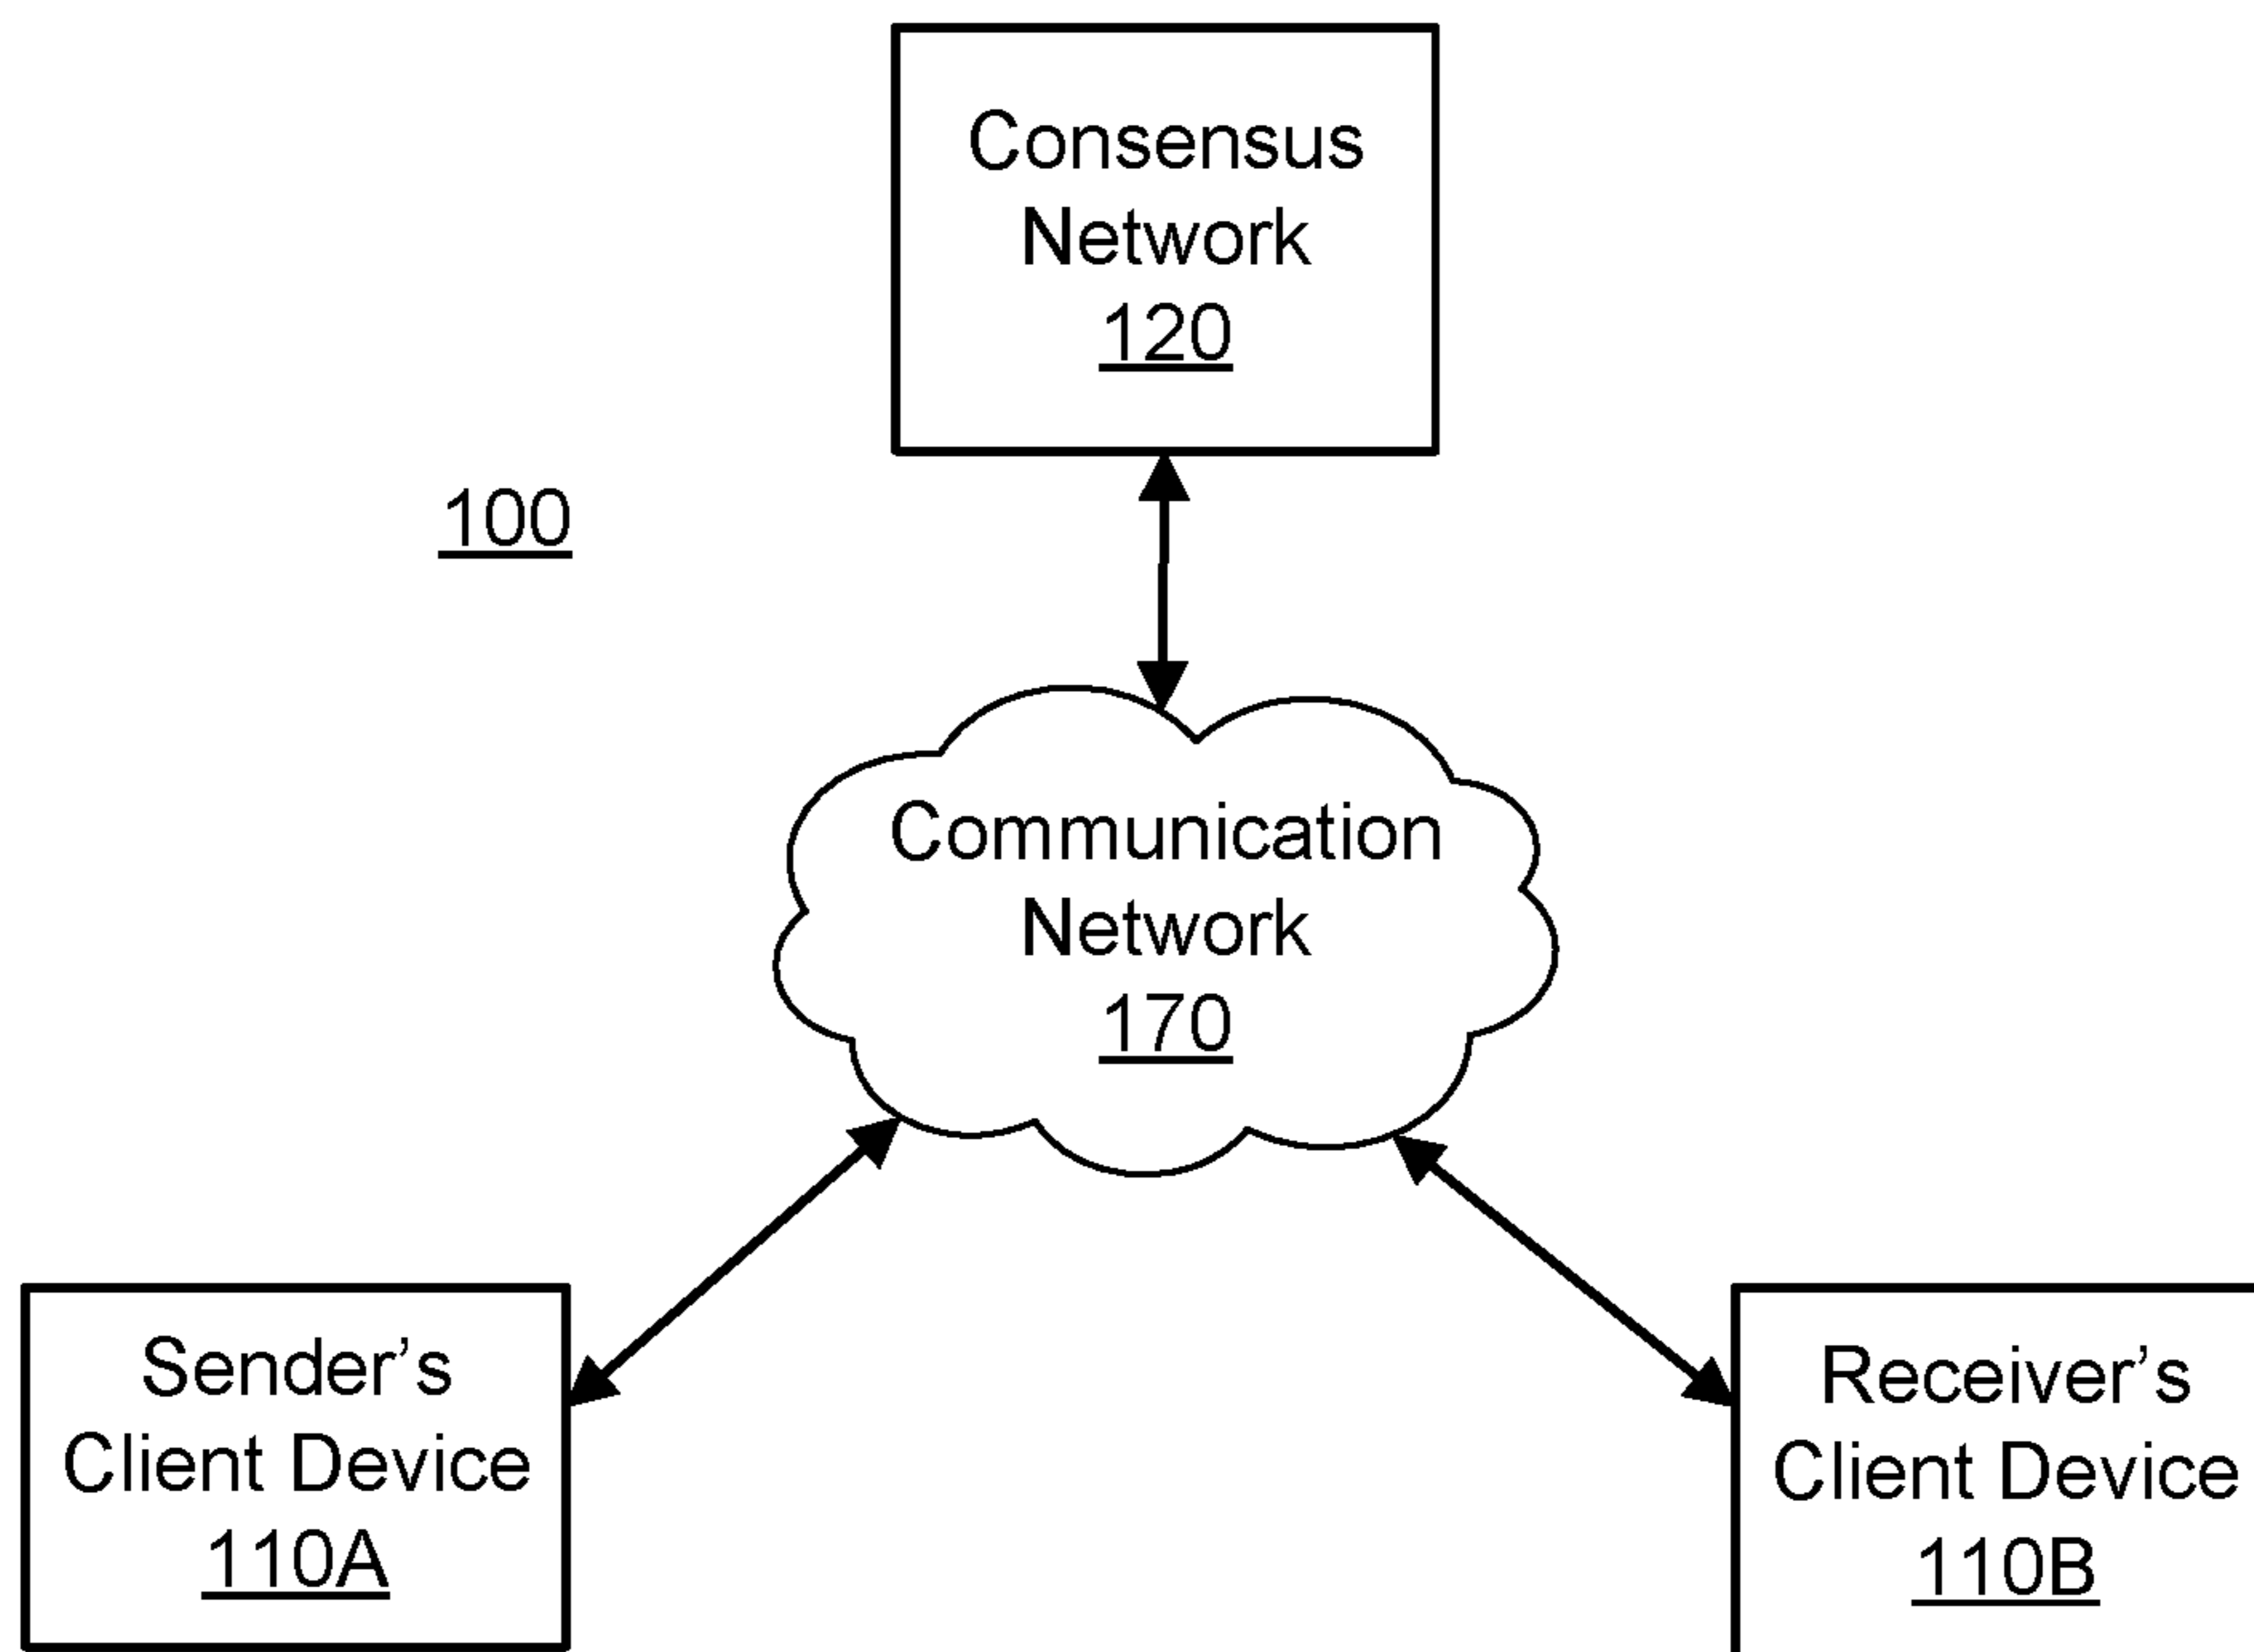 Consensus
Network
120
100
Communication
Network
170
Sender’s
Client Device
110A
Receiver’s
Client Device
110B